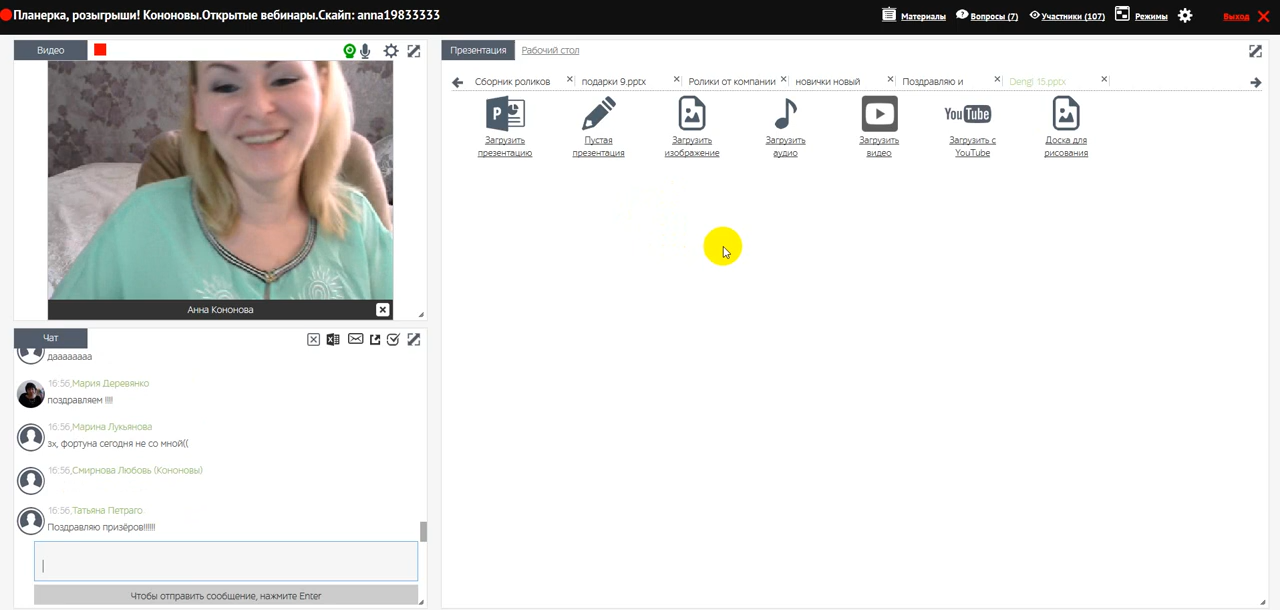 Планерка, розыгрыши! Кононовы.Открытые вебинары.Скайп: anna19833333
Материалы
Вопросы (7)
Участники (107)
Режимы
Выход
Видео
Анна Кононова
Чат
дааааааааа
16:56,Мария Деревянко
поздравляем !!!!
16:56,Марина Лукьянова
эх, фортуна сегодня не со мной((
16:56,Смирнова Любовь (Кононовы)
16:56,Татьяна Петраго
Поздравляю призёров!!!!!!
Чтобы отправить сообщение, нажмите Enter
Презентация
Рабочий стол
Сборник роликов
подарки 9.pptx
Ролики от компании
новички новый
Поздравляю и
Dengi 15.pptx
Загрузить
презентацию
Пустая
презентация
Загрузить
изображение
Загрузить
аудио
Загрузить
видео
YouTube
Загрузить с
YouTube
Доска для
рисования